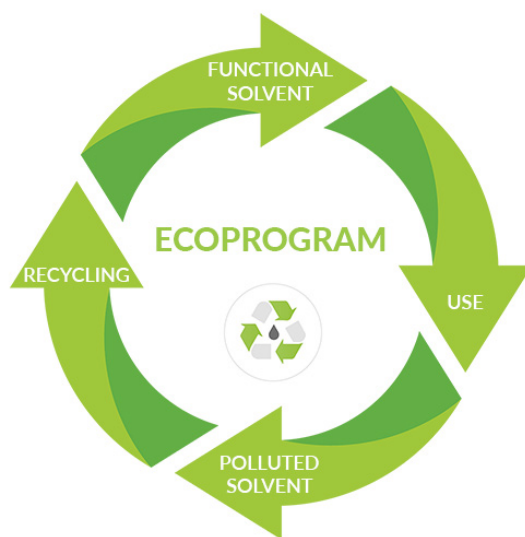 FUNCTIONAL
SOLVENT
ECOPROGRAM
RECYCLING
USE
POLLUTED
SOLVENT